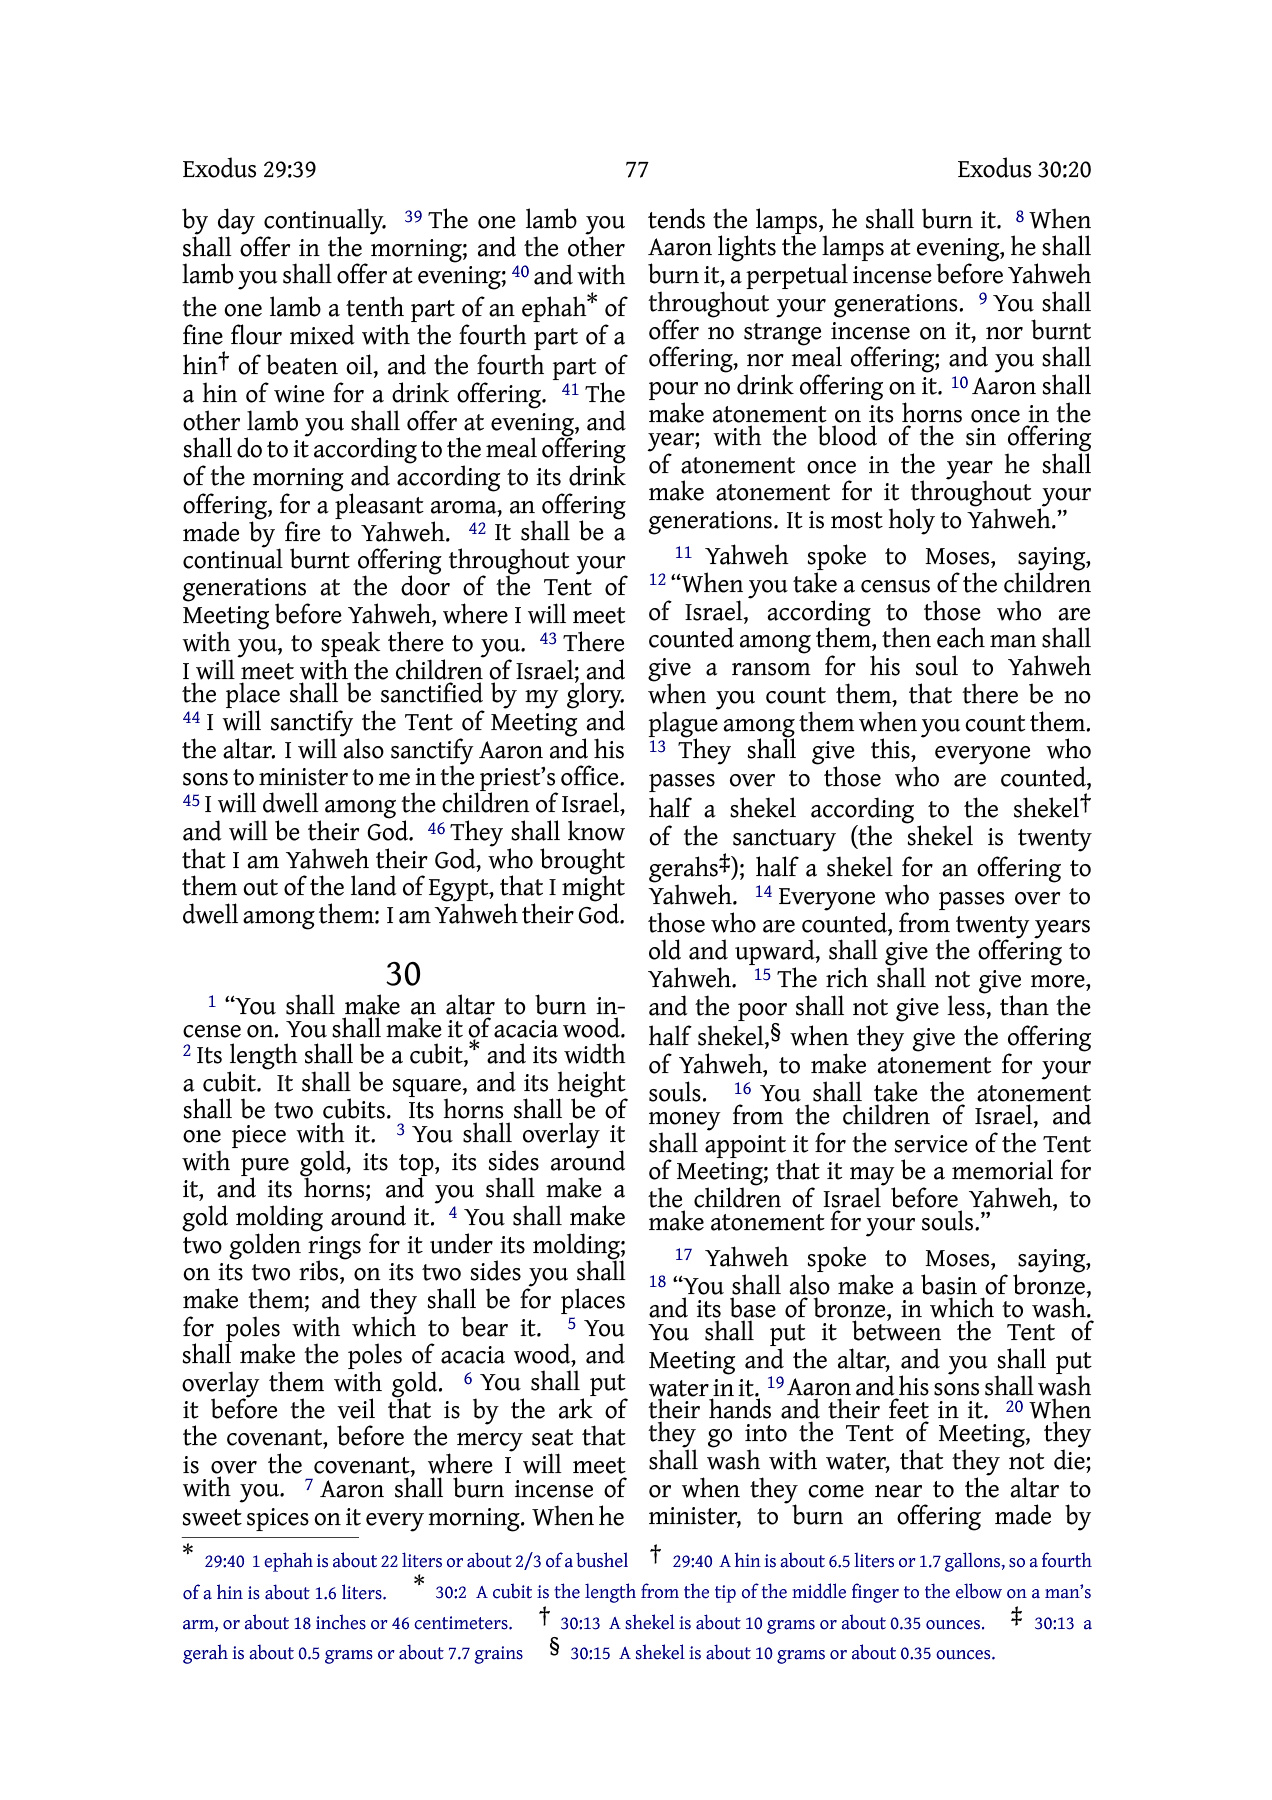 Exodus 29:39 77 Exodus 30:20
by day continually. 39 The one lamb you
shall offer in the morning; and the other
lamb you shall offer at evening; 40 and with
the one lamb a tenth part of an ephah* of
fine flour mixed with the fourth part of a
hin† of beaten oil, and the fourth part of
a hin of wine for a drink offering. 41 The
other lamb you shall offer at evening, and
shall do to it according to the meal offering
of the morning and according to its drink
offering, for a pleasant aroma, an offering
made by fire to Yahweh. 42 It shall be a
continual burnt offering throughout your
generations at the door of the Tent of
Meeting before Yahweh, where I will meet
with you, to speak there to you. 43 There
I will meet with the children of Israel; and
the place shall be sanctified by my glory.
44 I will sanctify the Tent of Meeting and
the altar. I will also sanctify Aaron and his
sons to minister to me in the priest’s office.
45 I will dwell among the children of Israel,
and will be their God. 46 They shall know
that I am Yahweh their God, who brought
them out of the land of Egypt, that I might
dwell among them: I am Yahweh their God.
30
1 “You shall make an altar to burn in-
cense on. You shall make it of acacia wood.
2 Its length shall be a cubit,* and its width
a cubit. It shall be square, and its height
shall be two cubits. Its horns shall be of
one piece with it. 3 You shall overlay it
with pure gold, its top, its sides around
it, and its horns; and you shall make a
gold molding around it. 4 You shall make
two golden rings for it under its molding;
on its two ribs, on its two sides you shall
make them; and they shall be for places
for poles with which to bear it. 5 You
shall make the poles of acacia wood, and
overlay them with gold. 6 You shall put
it before the veil that is by the ark of
the covenant, before the mercy seat that
is over the covenant, where I will meet
with you. 7 Aaron shall burn incense of
sweet spices on it every morning. When he
tends the lamps, he shall burn it. 8 When
Aaron lights the lamps at evening, he shall
burn it, a perpetual incense before Yahweh
throughout your generations. 9 You shall
offer no strange incense on it, nor burnt
offering, nor meal offering; and you shall
pour no drink offering on it. 10 Aaron shall
make atonement on its horns once in the
year; with the blood of the sin offering
of atonement once in the year he shall
make atonement for it throughout your
generations. It is most holy to Yahweh.”
11 Yahweh spoke to Moses, saying,
12 “When you take a census of the children
of Israel, according to those who are
counted among them, then each man shall
give a ransom for his soul to Yahweh
when you count them, that there be no
plague among them when you count them.
13 They shall give this, everyone who
passes over to those who are counted,
half a shekel according to the shekel†
of the sanctuary (the shekel is twenty
gerahs‡); half a shekel for an offering to
Yahweh. 14 Everyone who passes over to
those who are counted, from twenty years
old and upward, shall give the offering to
Yahweh. 15 The rich shall not give more,
and the poor shall not give less, than the
half shekel,§ when they give the offering
of Yahweh, to make atonement for your
souls. 16 You shall take the atonement
money from the children of Israel, and
shall appoint it for the service of the Tent
of Meeting; that it may be a memorial for
the children of Israel before Yahweh, to
make atonement for your souls.”
17 Yahweh spoke to Moses, saying,
18 “You shall also make a basin of bronze,
and its base of bronze, in which to wash.
You shall put it between the Tent of
Meeting and the altar, and you shall put
water in it. 19 Aaron and his sons shall wash
their hands and their feet in it. 20 When
they go into the Tent of Meeting, they
shall wash with water, that they not die;
or when they come near to the altar to
minister, to burn an offering made by
* 29:40 1 ephah is about 22 liters or about 2/3 of a bushel † 29:40 A hin is about 6.5 liters or 1.7 gallons, so a fourth
of a hin is about 1.6 liters. * 30:2 A cubit is the length from the tip of the middle finger to the elbow on a man’s
arm, or about 18 inches or 46 centimeters. † 30:13 A shekel is about 10 grams or about 0.35 ounces. ‡ 30:13 a
gerah is about 0.5 grams or about 7.7 grains § 30:15 A shekel is about 10 grams or about 0.35 ounces.